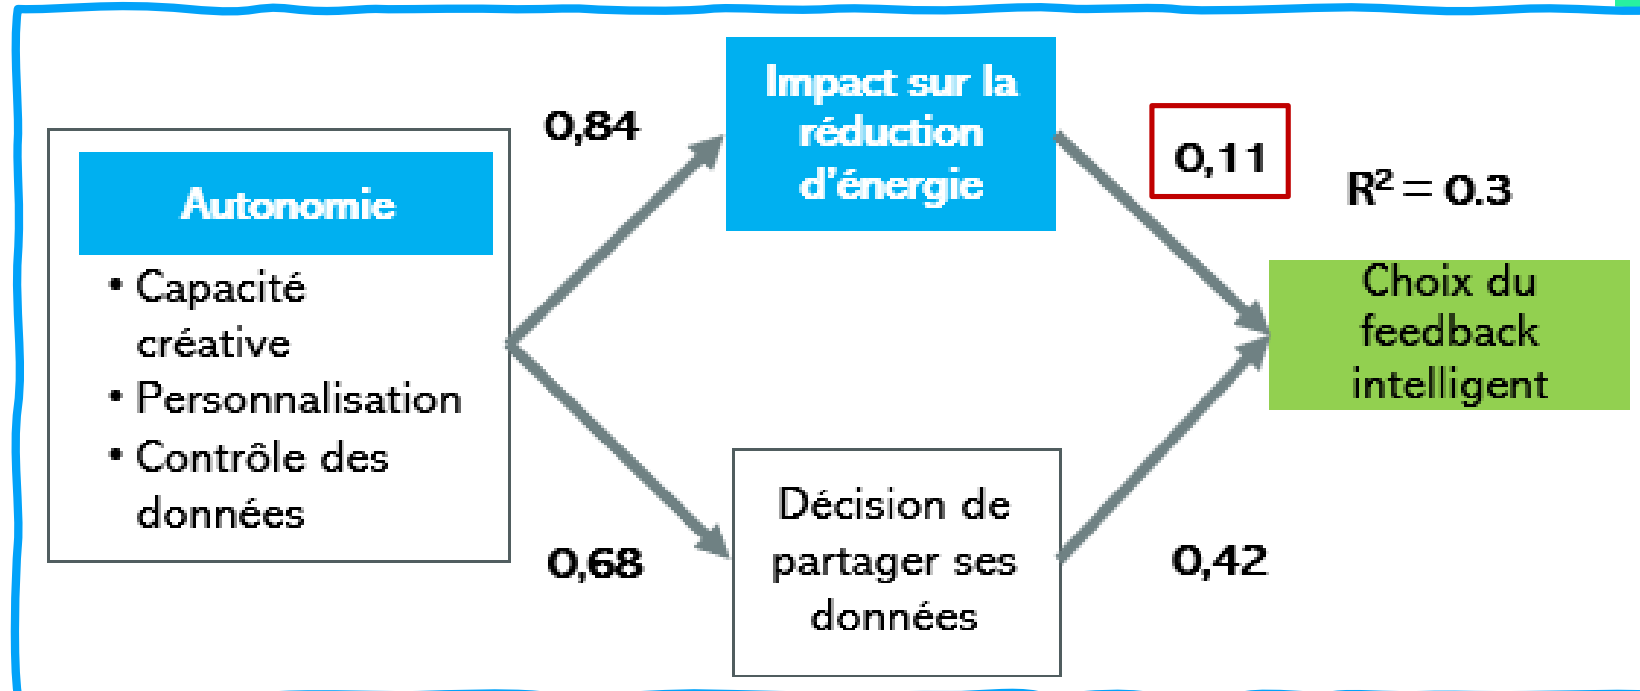 Autonomie
• Capacité
créative
• Personnalisation
• Contrôle des
données
0,84
0,68
Impact sur la
réduction
d'énergie
Décision de
partager ses
données
0,11
0,42
R² = 0.3
Choix du
feedback
intelligent